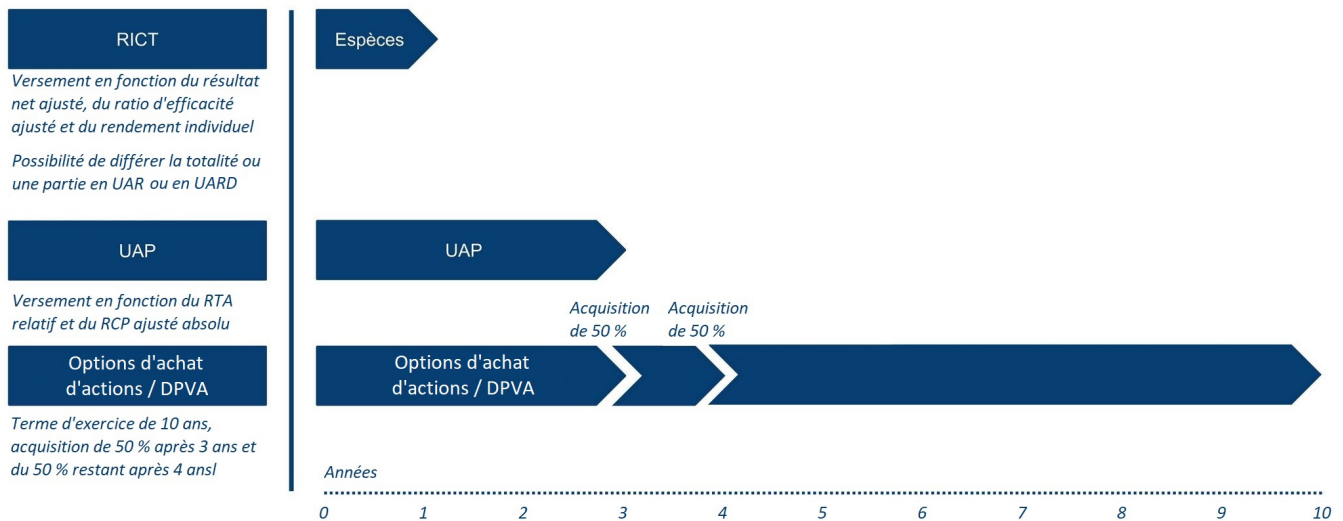 RICT
Espèces
Versement en fonction du résultat
net ajusté, du ratio d'efficacité
ajusté et du rendement individuel
Possibilité de différer la totalité ou
une partie en UAR ou en UARD
UAP
UAP
Versement en fonction du RTA
relatif et du RCP ajusté absolu
Acquisition
de 50 %
Acquisition
de 50 %
Options d'achat
d'actions / DPVA
Options d'achat
d'actions / DPVA
Terme d'exercice de 10 ans,
acquisition de 50 % après 3 ans et
du 50 % restant après 4 ansl
Années
0 1 2 3 4 5 6 7 8 9 10